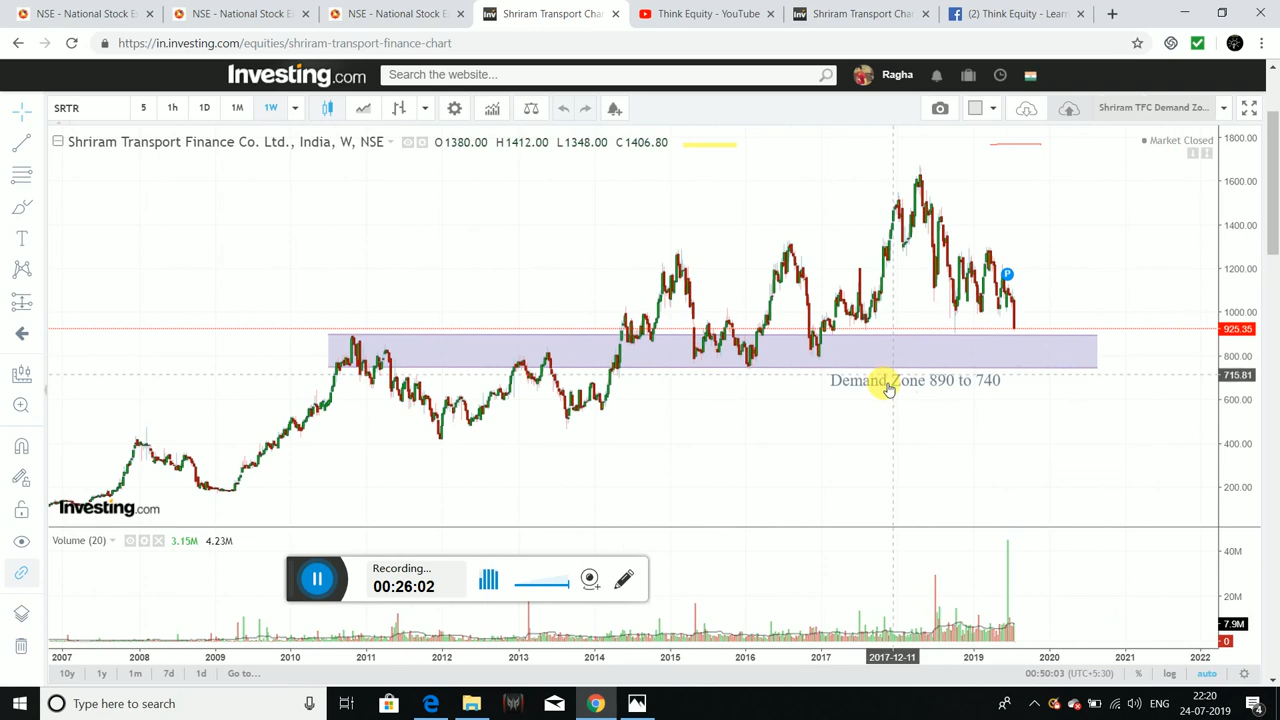 NSE - National Stock E
NSE - National Stock E
NSE - National Stock E
Shriram Transport Cha
Think Equity - YouTube
Shriram Transport Cha
(2) Think Equity - Learn
https://in.investing.com/equities/shriram-transport-finance-chart
Investing.com
Search the website...
Ragha
SRTR
5
1h
1D
1M
1W
Shriram TFC Demand Zo...
Shriram Transport Finance Co. Ltd., India, W, NSE
O1380.00
H1412.00
L1348.00
C1406.80
Market Closed
1800.00
1600.00
1400.00
1200.00
1000.00
925.35
800.00
715.81
600.00
400.00
200.00
P
Demand Zone 890 to 740
Investing.com
Volume (20)
3.15M
4.23M
40M
20M
7.9M
0
Recording...
00:26:02
2007
2008
2009
2010
2011
2012
2013
2014
2015
2016
2017
2017-12-11
2019
2020
2021
2022
10y
1y
1m
7d
1d
Go to...
50:50:03 (UTC+5:30)
%
log
auto
Type here to search
ENG
22:20
24-07-2019
4